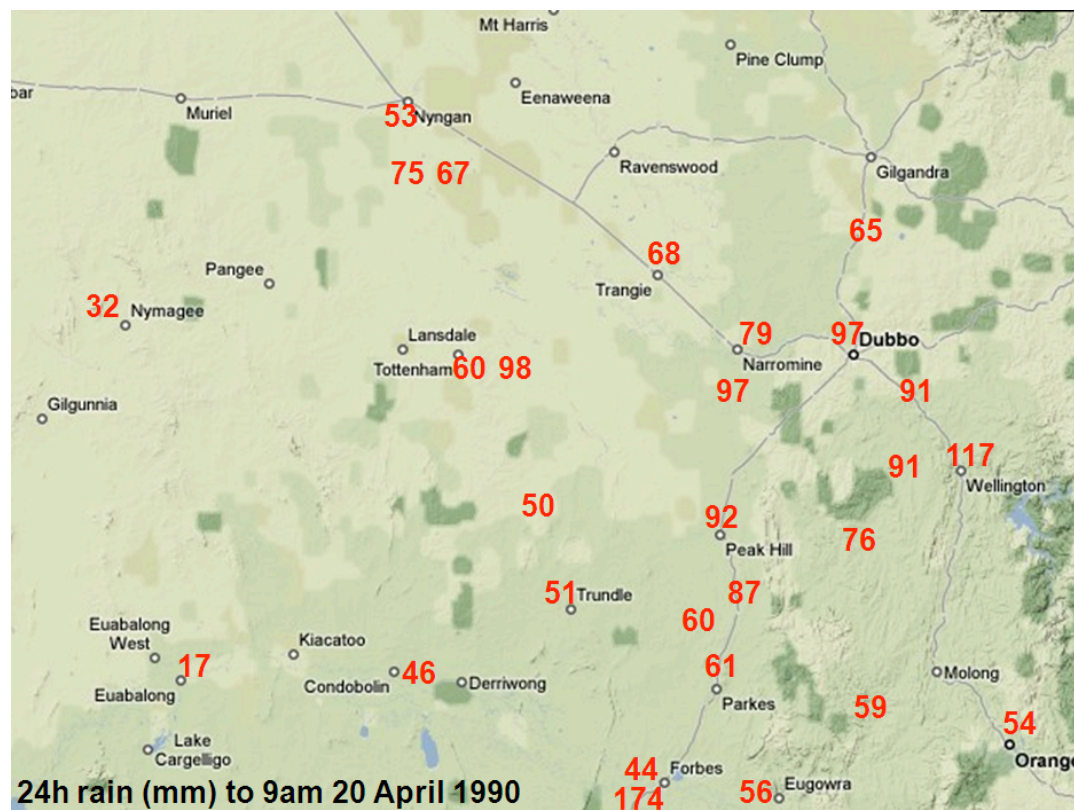 Mt Harris
Pine Clump
oar
Muriel
Eenaweena
53
Nyngan
75 67
Ravenswood
Gilgandra
65
68
Pangee
Trangie
32
Nymagee
Lansdale
79
97
Dubbo
Tottenham
60 98
Narromine
97
91
Gilgunnia
91
117
Wellington
50
92
Peak Hill
76
51
Trundle
87
60
Euabalong
West
Kiacatoo
17
46
61
Euabalong
Condobolin
Derriwong
Parkes
Molong
59
54
Lake
Cargelligo
Orange
44
Forbes
56
Eugowra
174
24h rain (mm) to 9am 20 April 1990